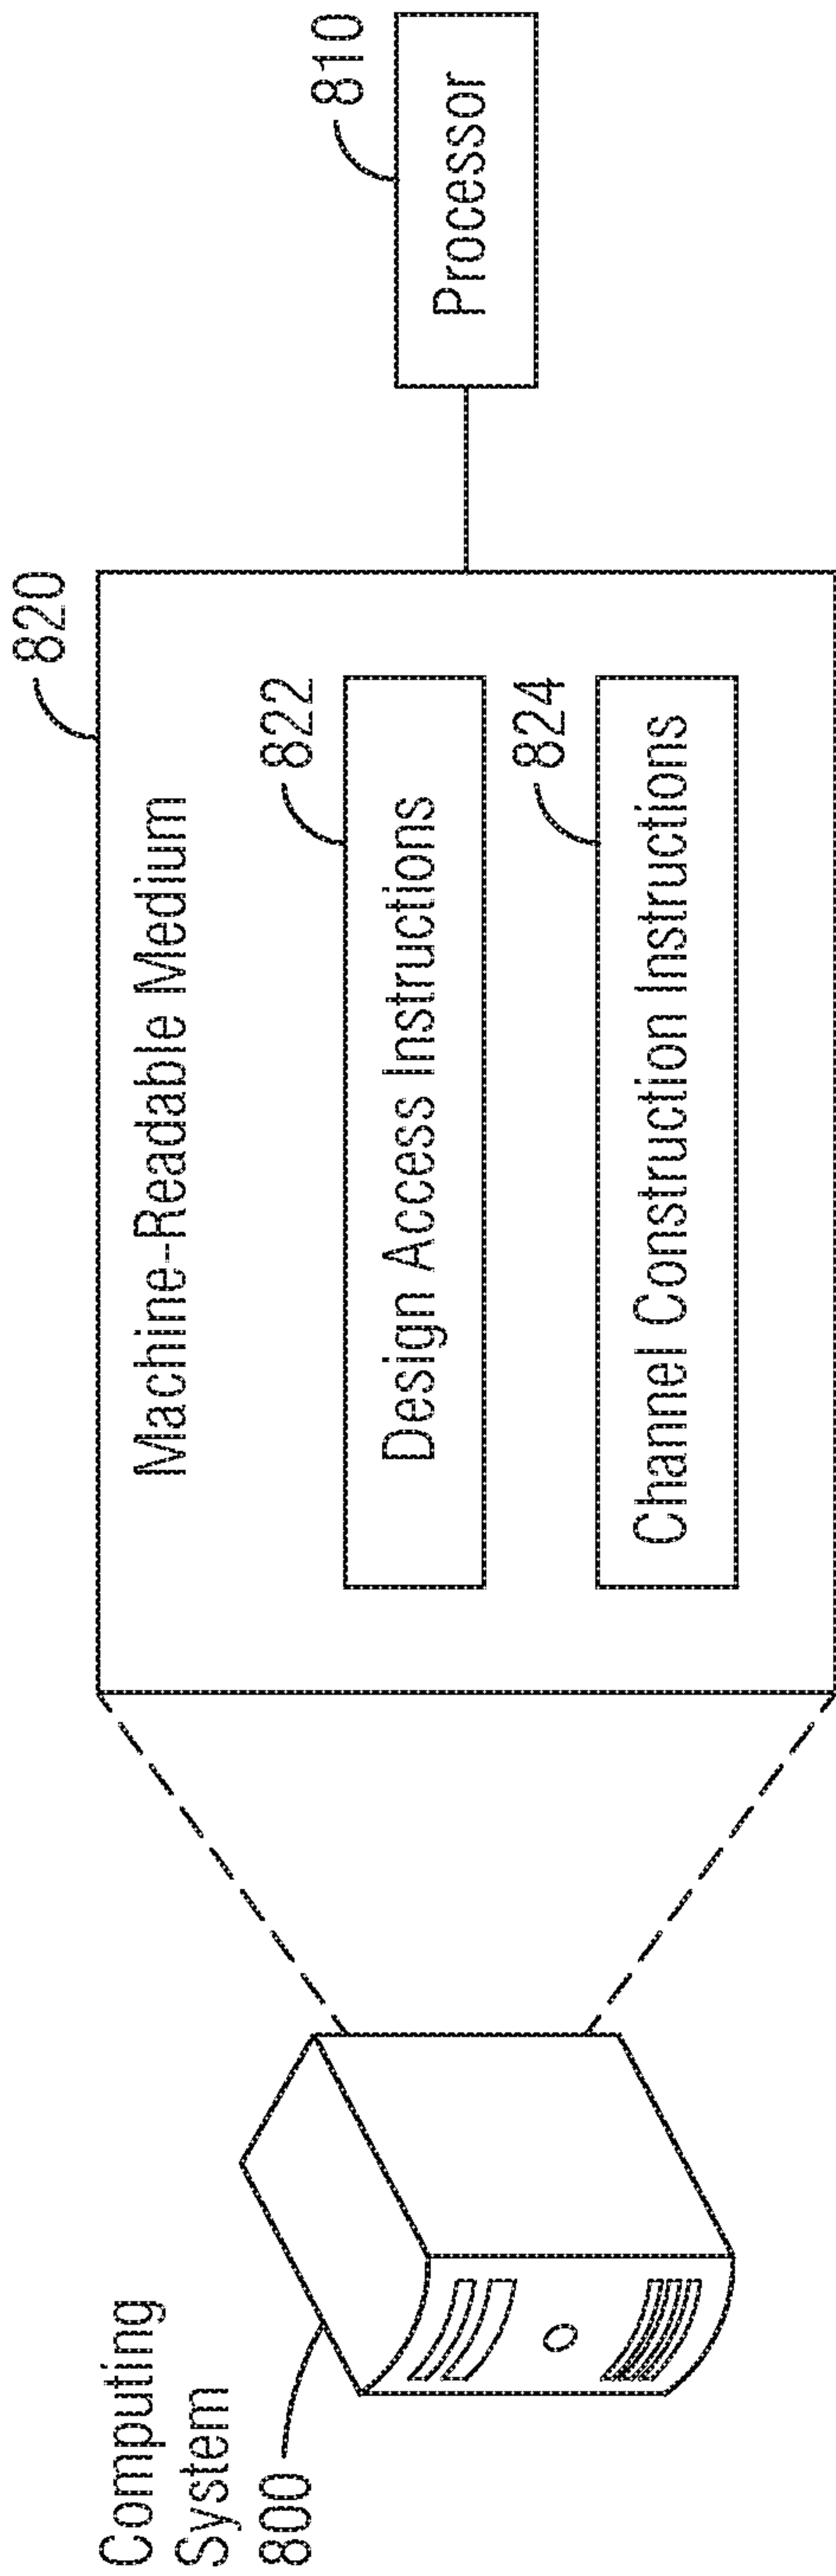 Computing
System
800
820
Machine-Readable Medium
822
Design Access Instructions
824
Channel Construction Instructions
810
Processor